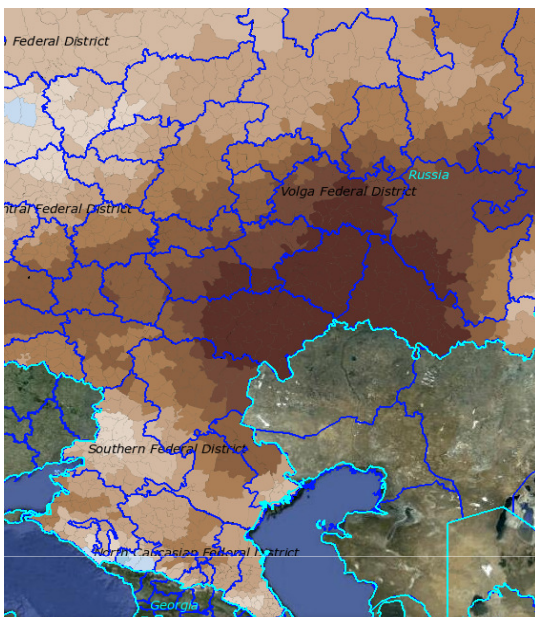 Federal District
Russia
Volga Federal District
ntral Federal District
Southern Federal District
North Caucasian Federal District
Georgia